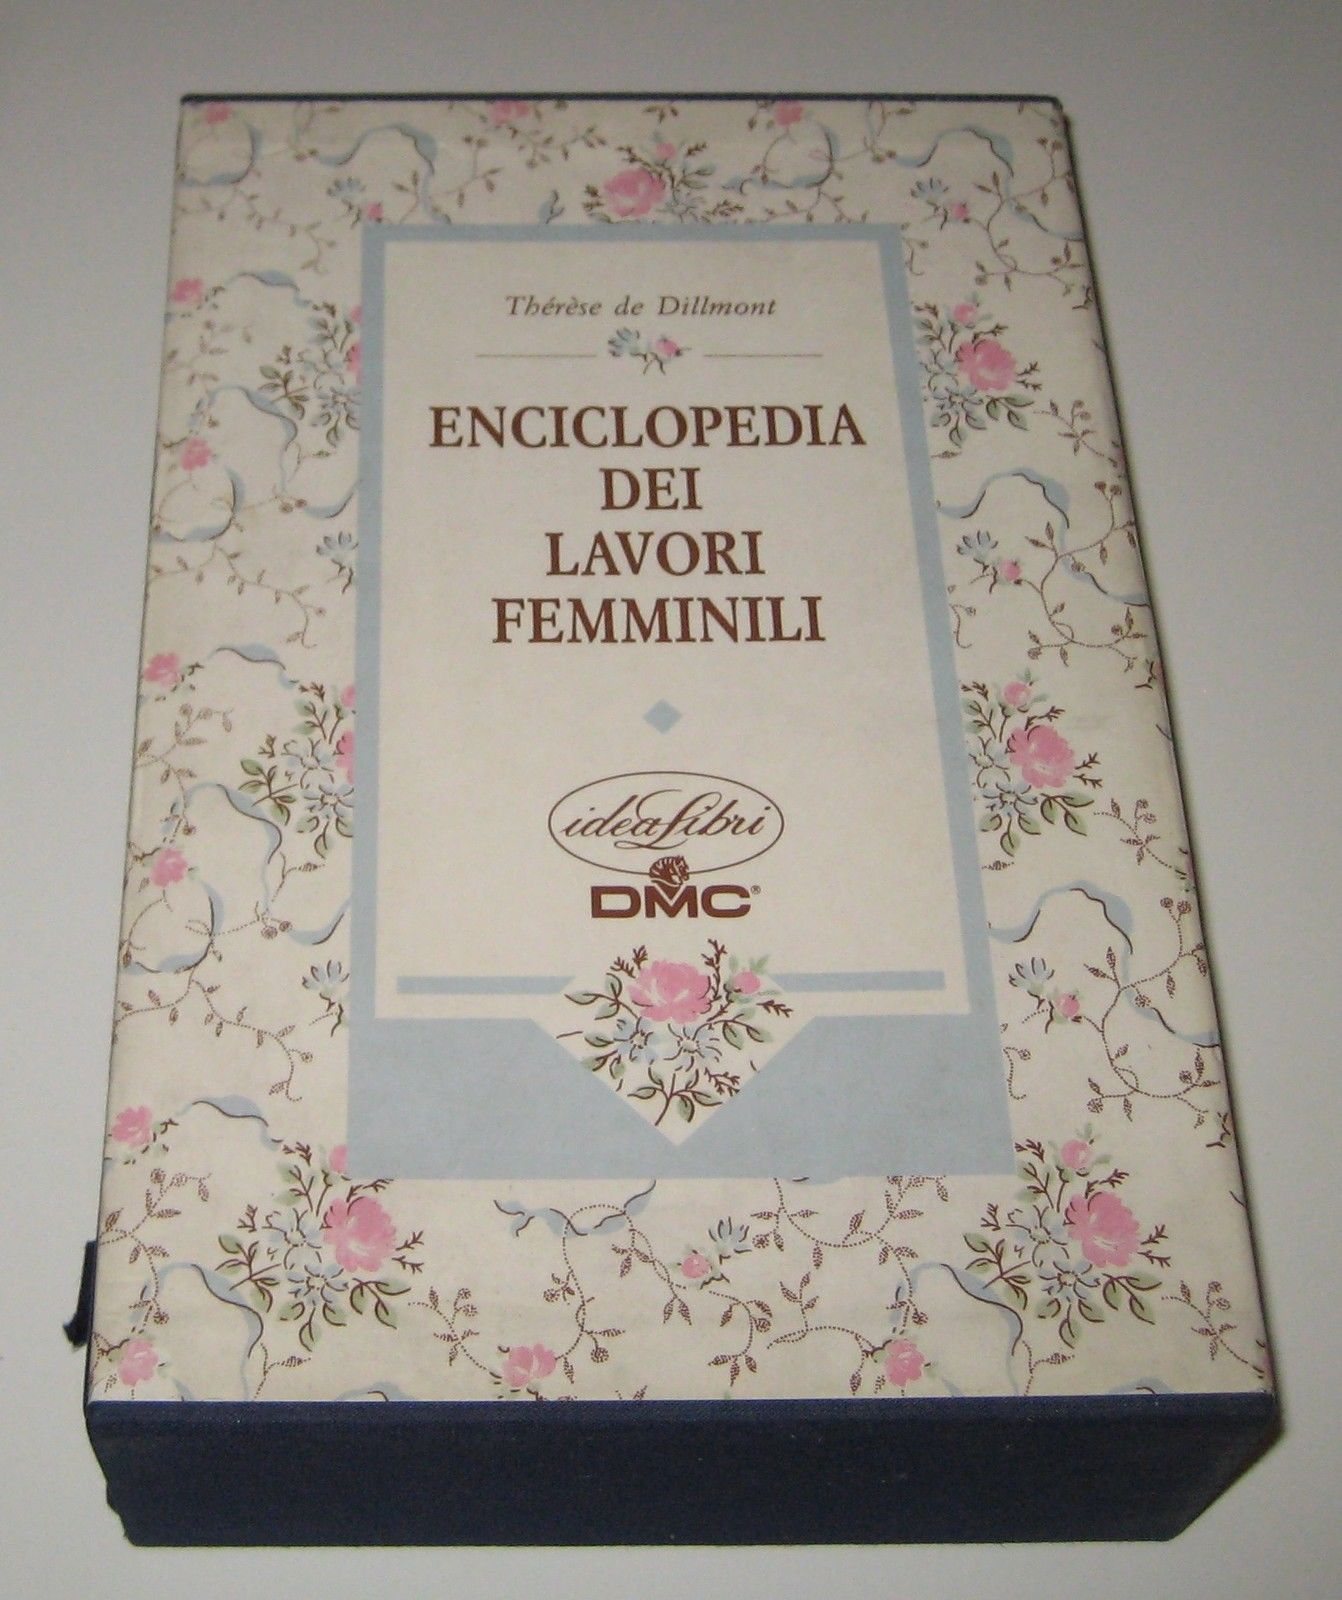 Thérèse de Dillmont
ENCICLOPEDIA
DEI
LAVORI
FEMMINILI
ideaLibri
DMC®